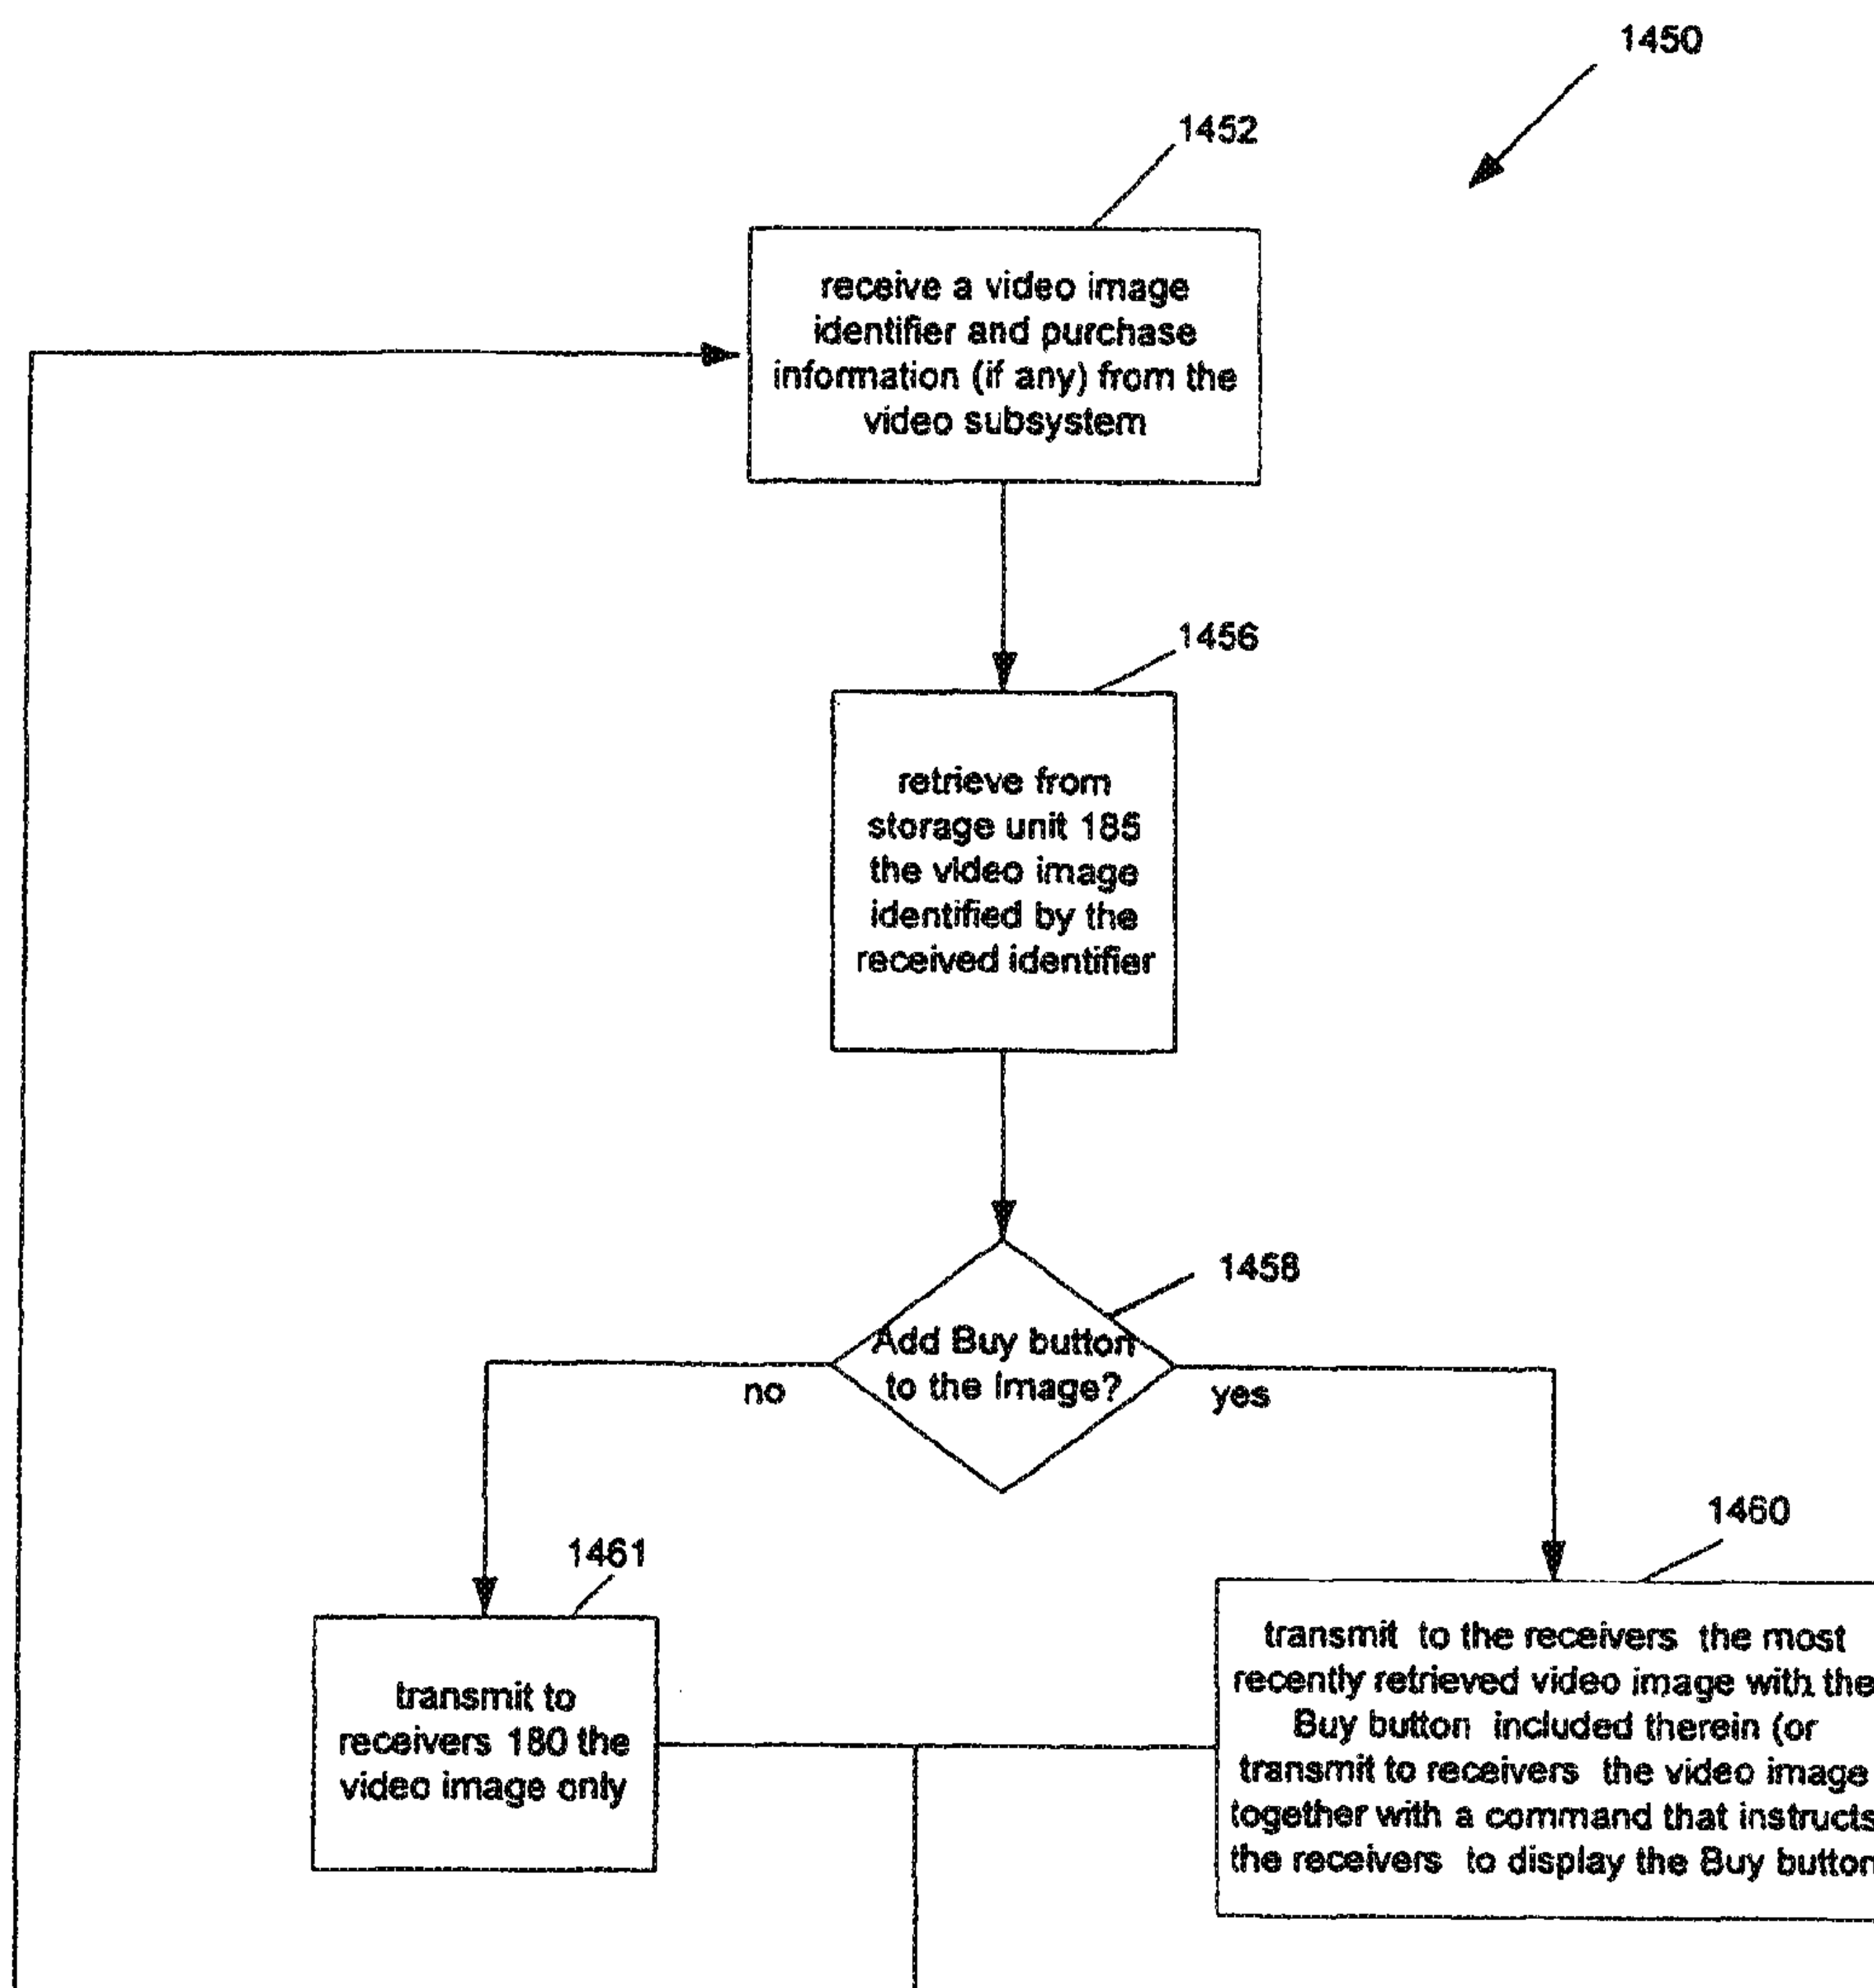 1450
1452
receive a video image
identifier and purchase
information (if any) from the
video subsystem
1456
retrieve from
storage unit 185
the video image
identified by the
received identifier
1458
Add Buy button
to the Image?
no
yes
1461
transmit to
receivers 180 the
video image only
1460
transmit to the receivers the most
recently retrieved video image with the
Buy button included therein (or
transmit to receivers the video image
together with a command that instructs
the receivers to display the Buy button